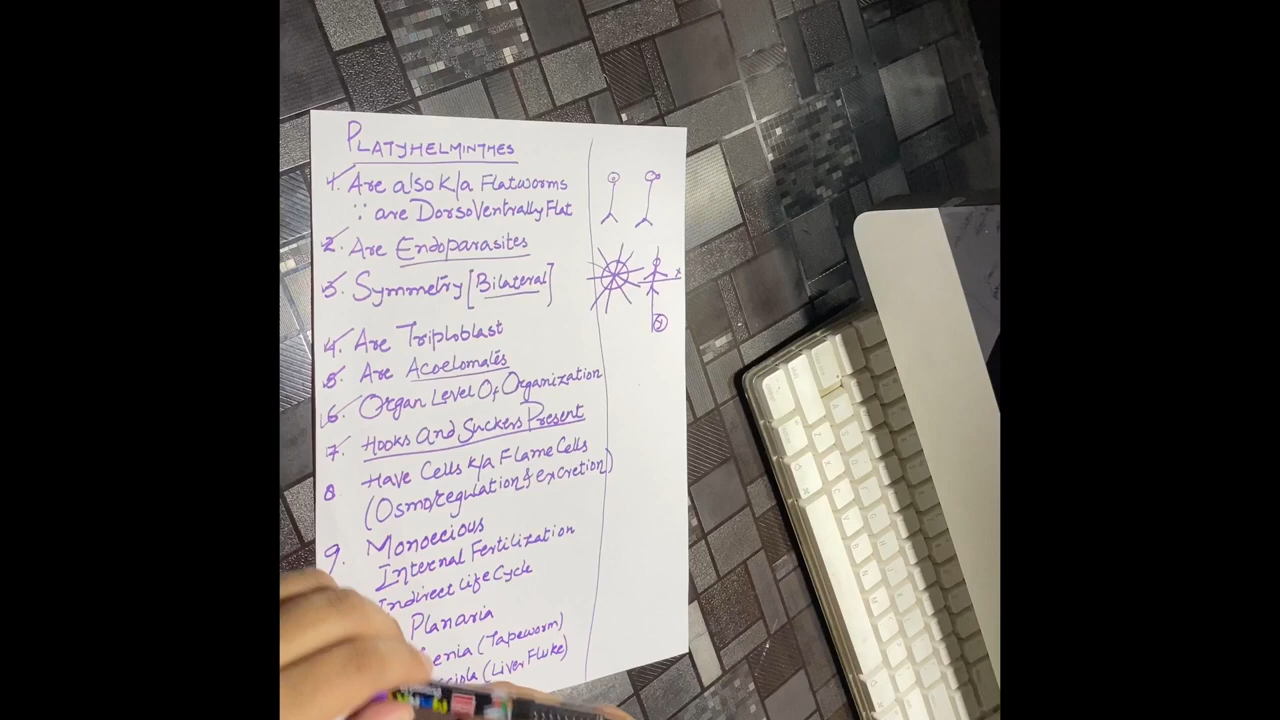 PLATYHELMINTHES
1. Are also K/a Flatworms
∵ are DorsoVentrally Flat
2. Are Endoparasites
3. Symmetry [Bilateral]
4. Are Triploblast
5. Are Acoelomates
6. Organ Level Of Organization
7. Hooks And Suckers Present
8. Have Cells k/a Flame Cells
(Osmoregulation & excretion)
9. Monoecious
Internal Fertilization
Indirect Life Cycle
Planaria
(Tapeworm)
(Liver Fluke)
x
y